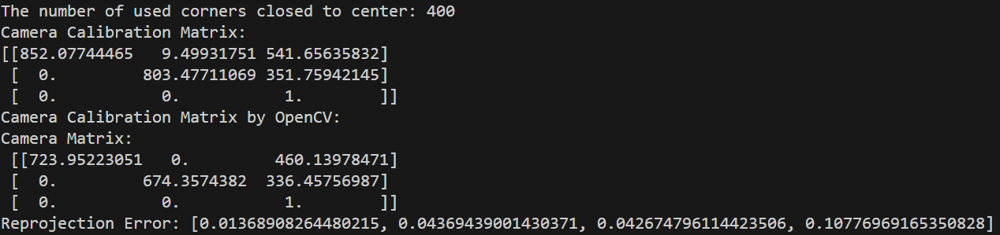 The number of used corners closed to center: 400
Camera Calibration Matrix:
[[852.07744465   9.49931751 541.65635832]
 [  0.         803.47711069 351.75942145]
 [  0.           0.           1.        ]]
Camera Calibration Matrix by OpenCV:
Camera Matrix:
 [[723.95223051   0.         460.13978471]
 [  0.         674.3574382  336.45756987]
 [  0.           0.           1.        ]]
Reprojection Error: [0.01368908264480215, 0.04369439001430371, 0.042674796114423506, 0.10776969165350828]